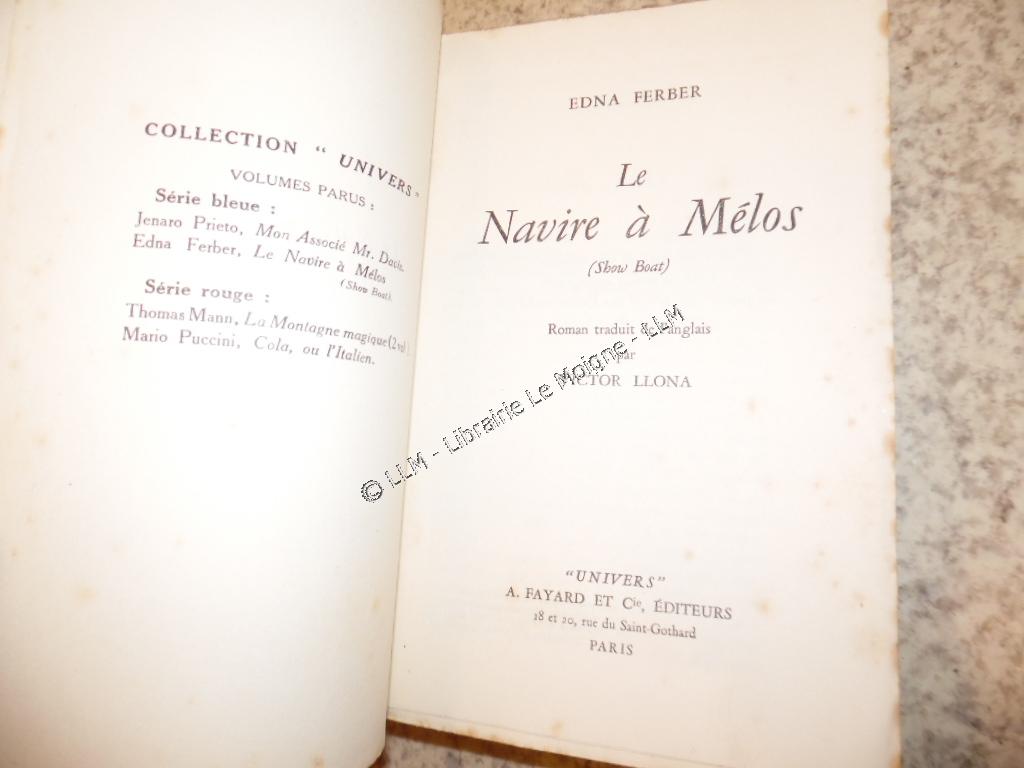 COLLECTION “ UNIVERS ”
VOLUMES PARUS :
Série bleue :
Jenaro Prieto, Mon Associé Mr. Davis.
Edna Ferber, Le Navire à Mélos
(Show Boat).
Série rouge :
Thomas Mann, La Montagne magique (2 vol.).
Mario Puccini, Cola, ou l'Italien.
EDNA FERBER
Le
Navire à Mélos
(Show Boat)
Roman traduit de l'anglais
par
VICTOR LLONA
© LLM - Librairie Le Moigne - LLM
“UNIVERS”
A. FAYARD ET Cie, ÉDITEURS
18 et 20, rue du Saint-Gothard
PARIS